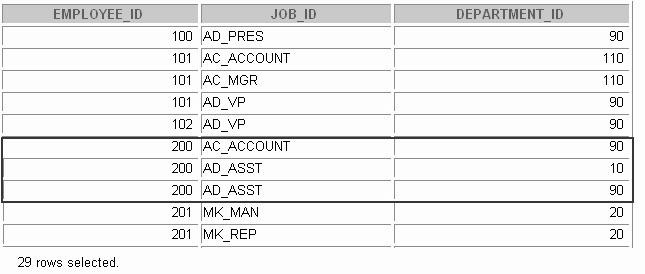 EMPLOYEE_ID JOB_ID DEPARTMENT_ID
100 AD_PRES 90
101 AC_ACCOUNT 110
101 AC_MGR 110
101 AD_VP 90
102 AD_VP 90
200 AC_ACCOUNT 90
200 AD_ASST 10
200 AD_ASST 90
201 MK_MAN 20
201 MK_REP 20
29 rows selected.